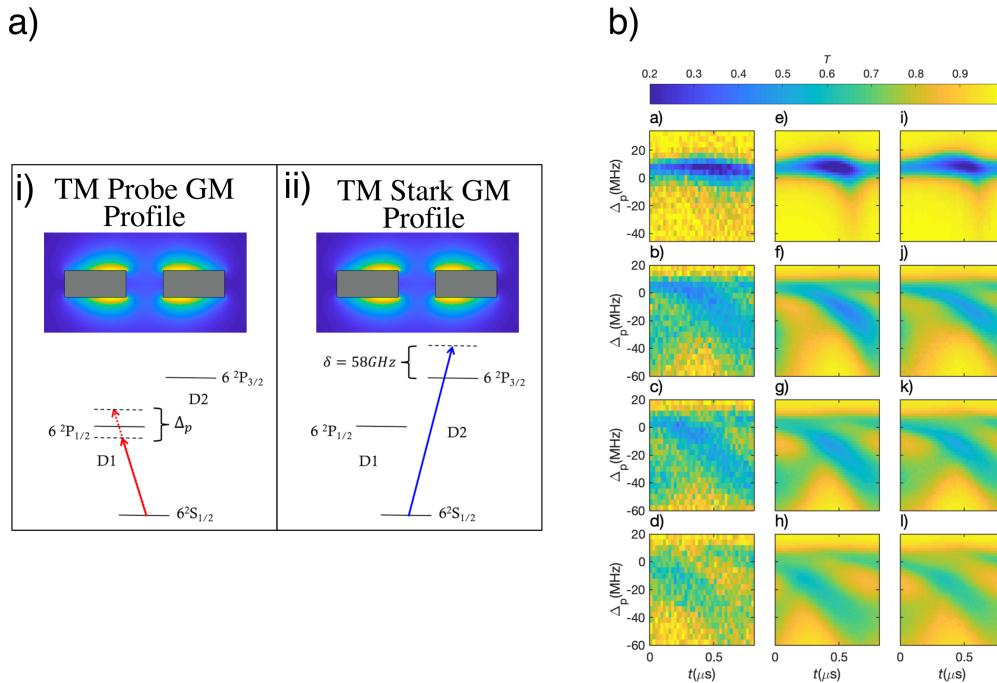 a)
i)
TM Probe GM
Profile
6 ²P₃/₂
D2
6 ²P₁/₂
Δₚ
D1
6²S₁/₂
ii)
TM Stark GM
Profile
δ = 58GHz
6 ²P₃/₂
6 ²P₁/₂
D2
D1
6²S₁/₂
b)
T
0.2 0.3 0.4 0.5 0.6 0.7 0.8 0.9
a) e) i)
Δₚ(MHz)
20
0
-20
-40
b) f) j)
Δₚ(MHz)
20
0
-20
-40
-60
c) g) k)
Δₚ(MHz)
20
0
-20
-40
-60
d) h) l)
Δₚ(MHz)
20
0
-20
-40
-60
0 0.5 0 0.5 0 0.5
t(μs) t(μs) t(μs)